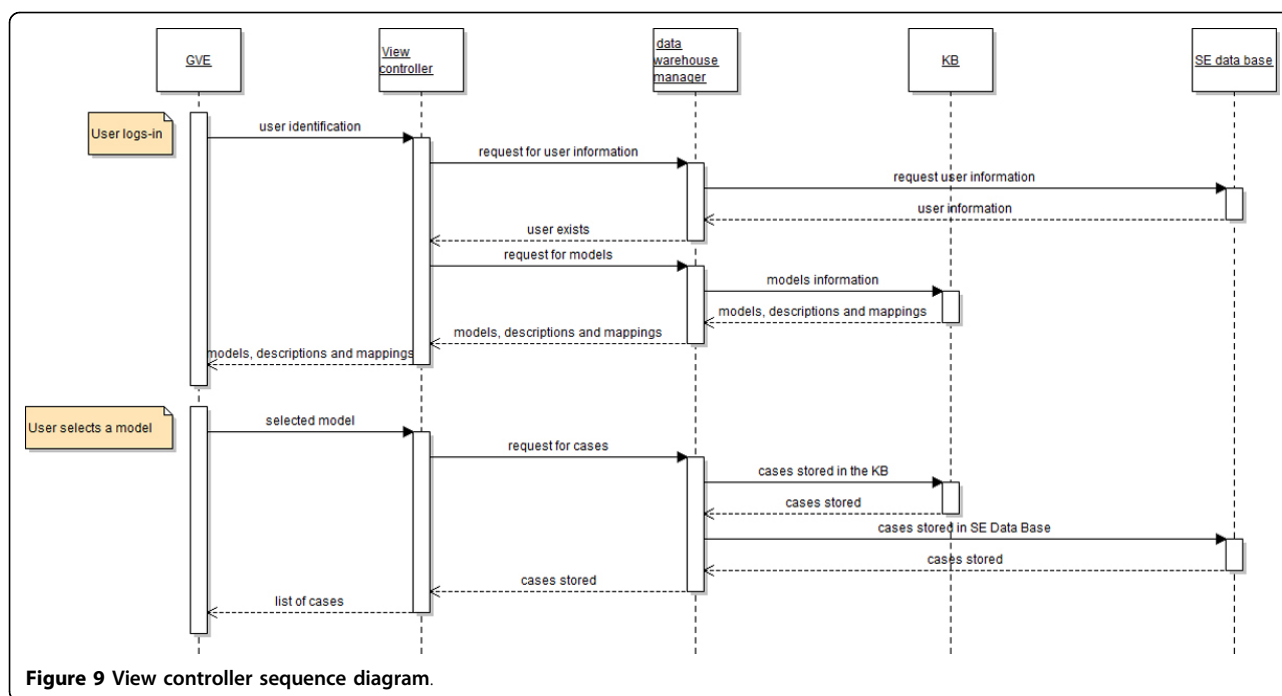 GVE
View
controller
data
warehouse
manager
KB
SE data base
User logs-in
user identification
request for user information
request user information
user information
user exists
request for models
models information
models, descriptions and mappings
models, descriptions and mappings
models, descriptions and mappings
User selects a model
selected model
request for cases
cases stored in the KB
cases stored
cases stored in SE Data Base
cases stored
cases stored
list of cases
Figure 9 View controller sequence diagram.